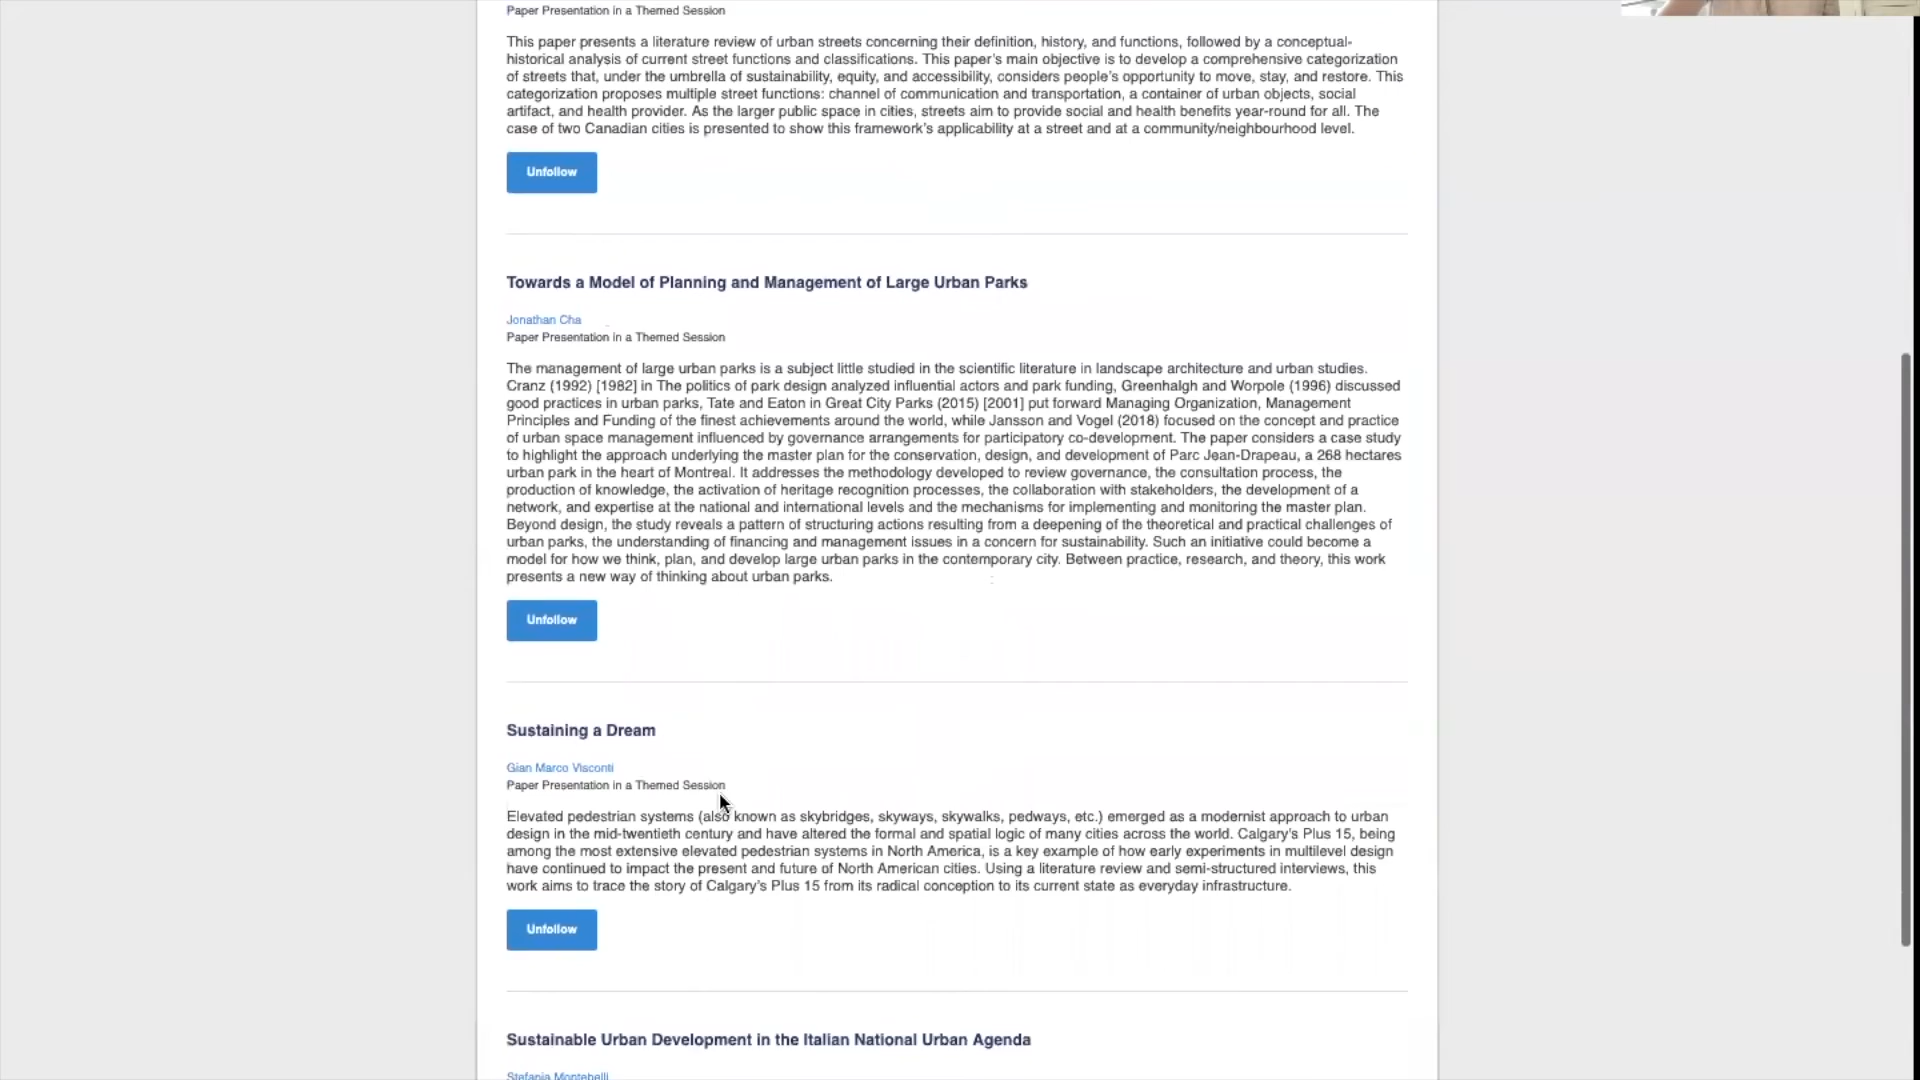 Paper Presentation in a Themed Session
This paper presents a literature review of urban streets concerning their definition, history, and functions, followed by a conceptual-
historical analysis of current street functions and classifications. This paper's main objective is to develop a comprehensive categorization
of streets that, under the umbrella of sustainability, equity, and accessibility, considers people's opportunity to move, stay, and restore. This
categorization proposes multiple street functions: channel of communication and transportation, a container of urban objects, social
artifact, and health provider. As the larger public space in cities, streets aim to provide social and health benefits year-round for all. The
case of two Canadian cities is presented to show this framework's applicability at a street and at a community/neighbourhood level.
Unfollow
Towards a Model of Planning and Management of Large Urban Parks
Jonathan Cha
Paper Presentation in a Themed Session
The management of large urban parks is a subject little studied in the scientific literature in landscape architecture and urban studies.
Cranz (1992) [1982] in The politics of park design analyzed influential actors and park funding, Greenhalgh and Worpole (1996) discussed
good practices in urban parks, Tate and Eaton in Great City Parks (2015) [2001] put forward Managing Organization, Management
Principles and Funding of the finest achievements around the world, while Jansson and Vogel (2018) focused on the concept and practice
of urban space management influenced by governance arrangements for participatory co-development. The paper considers a case study
to highlight the approach underlying the master plan for the conservation, design, and development of Parc Jean-Drapeau, a 268 hectares
urban park in the heart of Montreal. It addresses the methodology developed to review governance, the consultation process, the
production of knowledge, the activation of heritage recognition processes, the collaboration with stakeholders, the development of a
network, and expertise at the national and international levels and the mechanisms for implementing and monitoring the master plan.
Beyond design, the study reveals a pattern of structuring actions resulting from a deepening of the theoretical and practical challenges of
urban parks, the understanding of financing and management issues in a concern for sustainability. Such an initiative could become a
model for how we think, plan, and develop large urban parks in the contemporary city. Between practice, research, and theory, this work
presents a new way of thinking about urban parks.
Unfollow
Sustaining a Dream
Gian Marco Visconti
Paper Presentation in a Themed Session
Elevated pedestrian systems (also known as skybridges, skyways, skywalks, pedways, etc.) emerged as a modernist approach to urban
design in the mid-twentieth century and have altered the formal and spatial logic of many cities across the world. Calgary's Plus 15, being
among the most extensive elevated pedestrian systems in North America, is a key example of how early experiments in multilevel design
have continued to impact the present and future of North American cities. Using a literature review and semi-structured interviews, this
work aims to trace the story of Calgary's Plus 15 from its radical conception to its current state as everyday infrastructure.
Unfollow
Sustainable Urban Development in the Italian National Urban Agenda
Stefania Montebelli